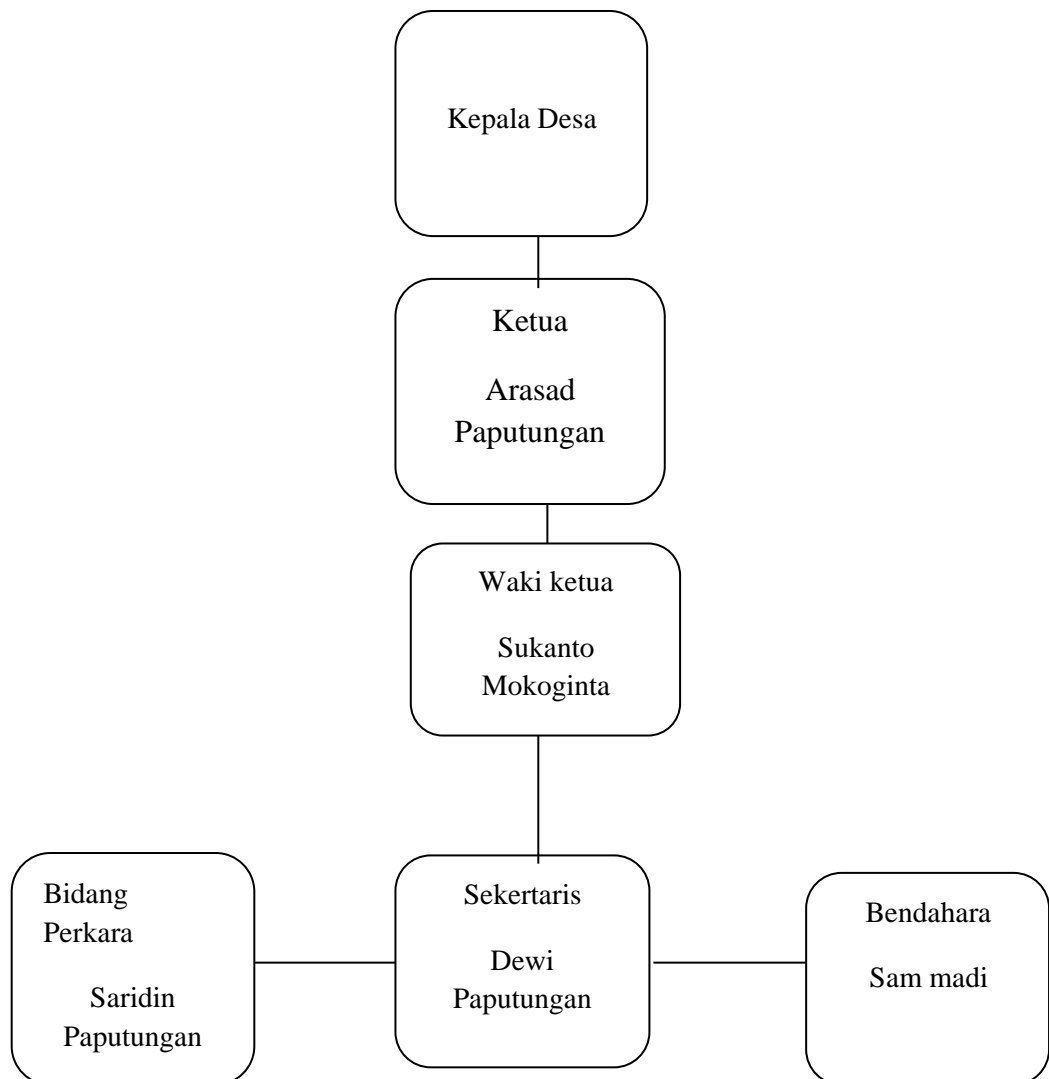 Kepala Desa
Ketua
Arasad
Paputungan
Waki ketua
Sukanto
Mokoginta
Bidang
Perkara
Saridin
Paputungan
Sekertaris
Dewi
Paputungan
Bendahara
Sam madi